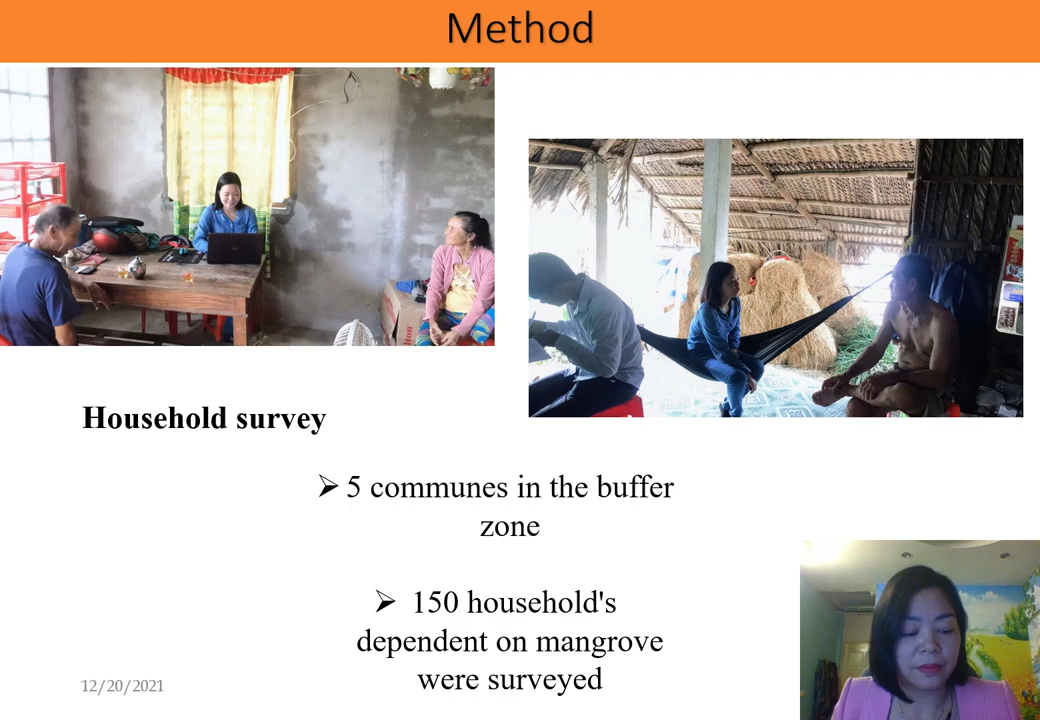 Method
Household survey
➢ 5 communes in the buffer
zone
➢ 150 household's
dependent on mangrove
were surveyed
12/20/2021